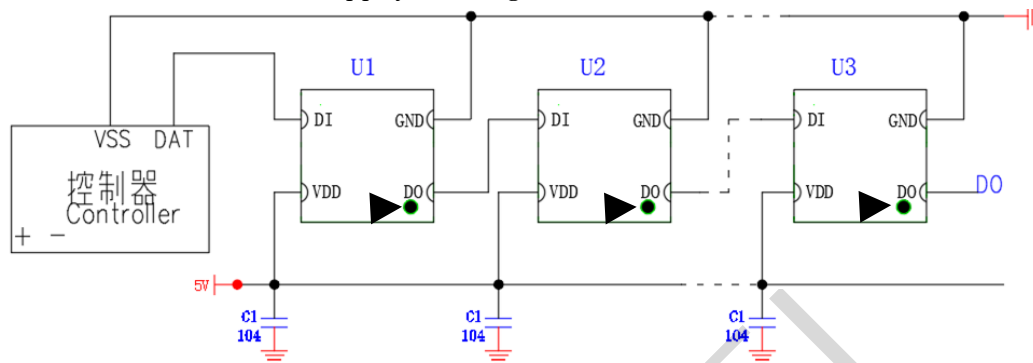 U1
U2
U3
DI
GND
DI
GND
DI
GND
VSS DAT
控制器
Controller
+ -
VDD
DO
VDD
DO
VDD
DO
DO
5V
C1
104
C1
104
C1
104